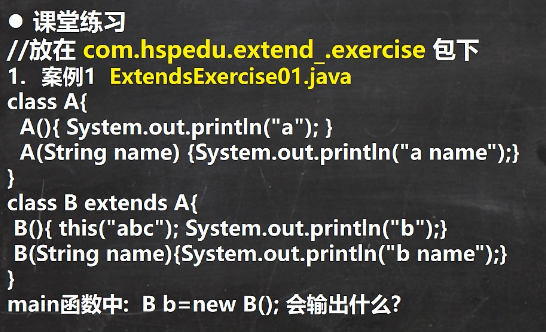 ● 课堂练习
//放在 com.hspedu.extend_.exercise 包下
1. 案例1 ExtendsExercise01.java
class A{
A(){ System.out.println("a"); }
A(String name) {System.out.println("a name");}
}
class B extends A{
B(){ this("abc"); System.out.println("b");}
B(String name){System.out.println("b name");}
}
main函数中: B b=new B(); 会输出什么?